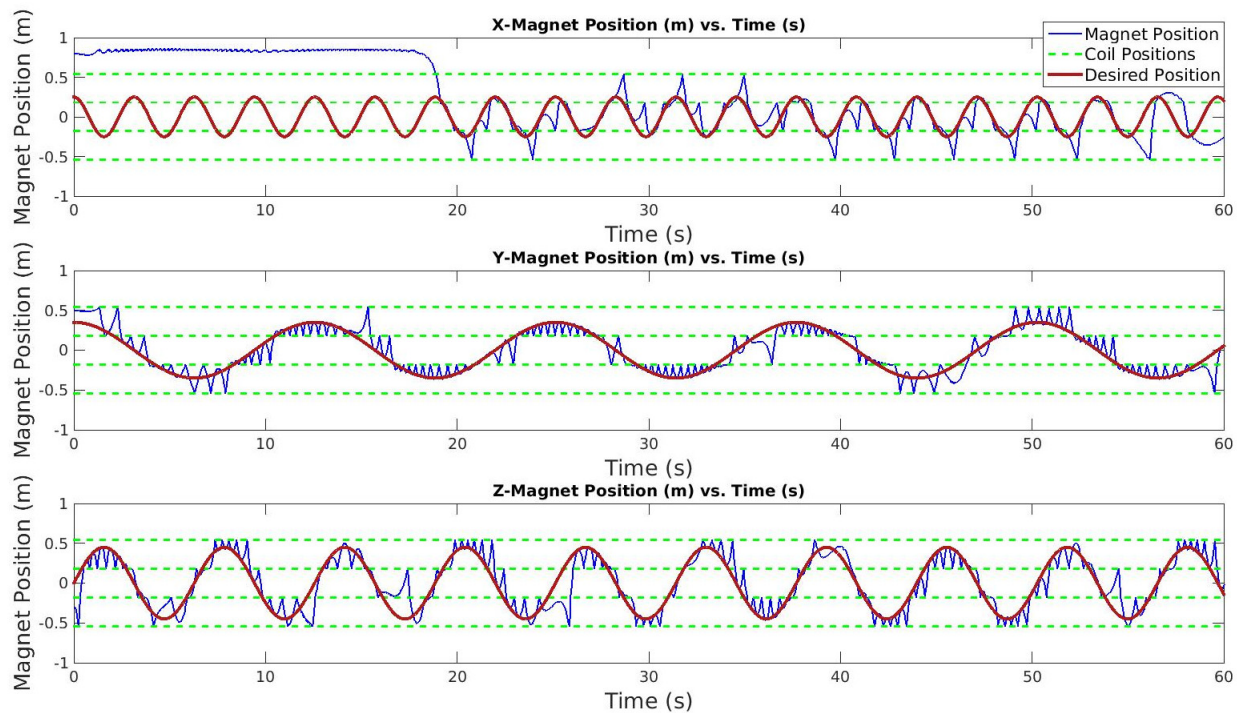 X-Magnet Position (m) vs. Time (s)
Magnet Position (m)
1
0.5
0
-0.5
-1
0 10 20 30 40 50 60
Time (s)
Magnet Position
Coil Positions
Desired Position
Y-Magnet Position (m) vs. Time (s)
Magnet Position (m)
1
0.5
0
-0.5
-1
0 10 20 30 40 50 60
Time (s)
Z-Magnet Position (m) vs. Time (s)
Magnet Position (m)
1
0.5
0
-0.5
-1
0 10 20 30 40 50 60
Time (s)